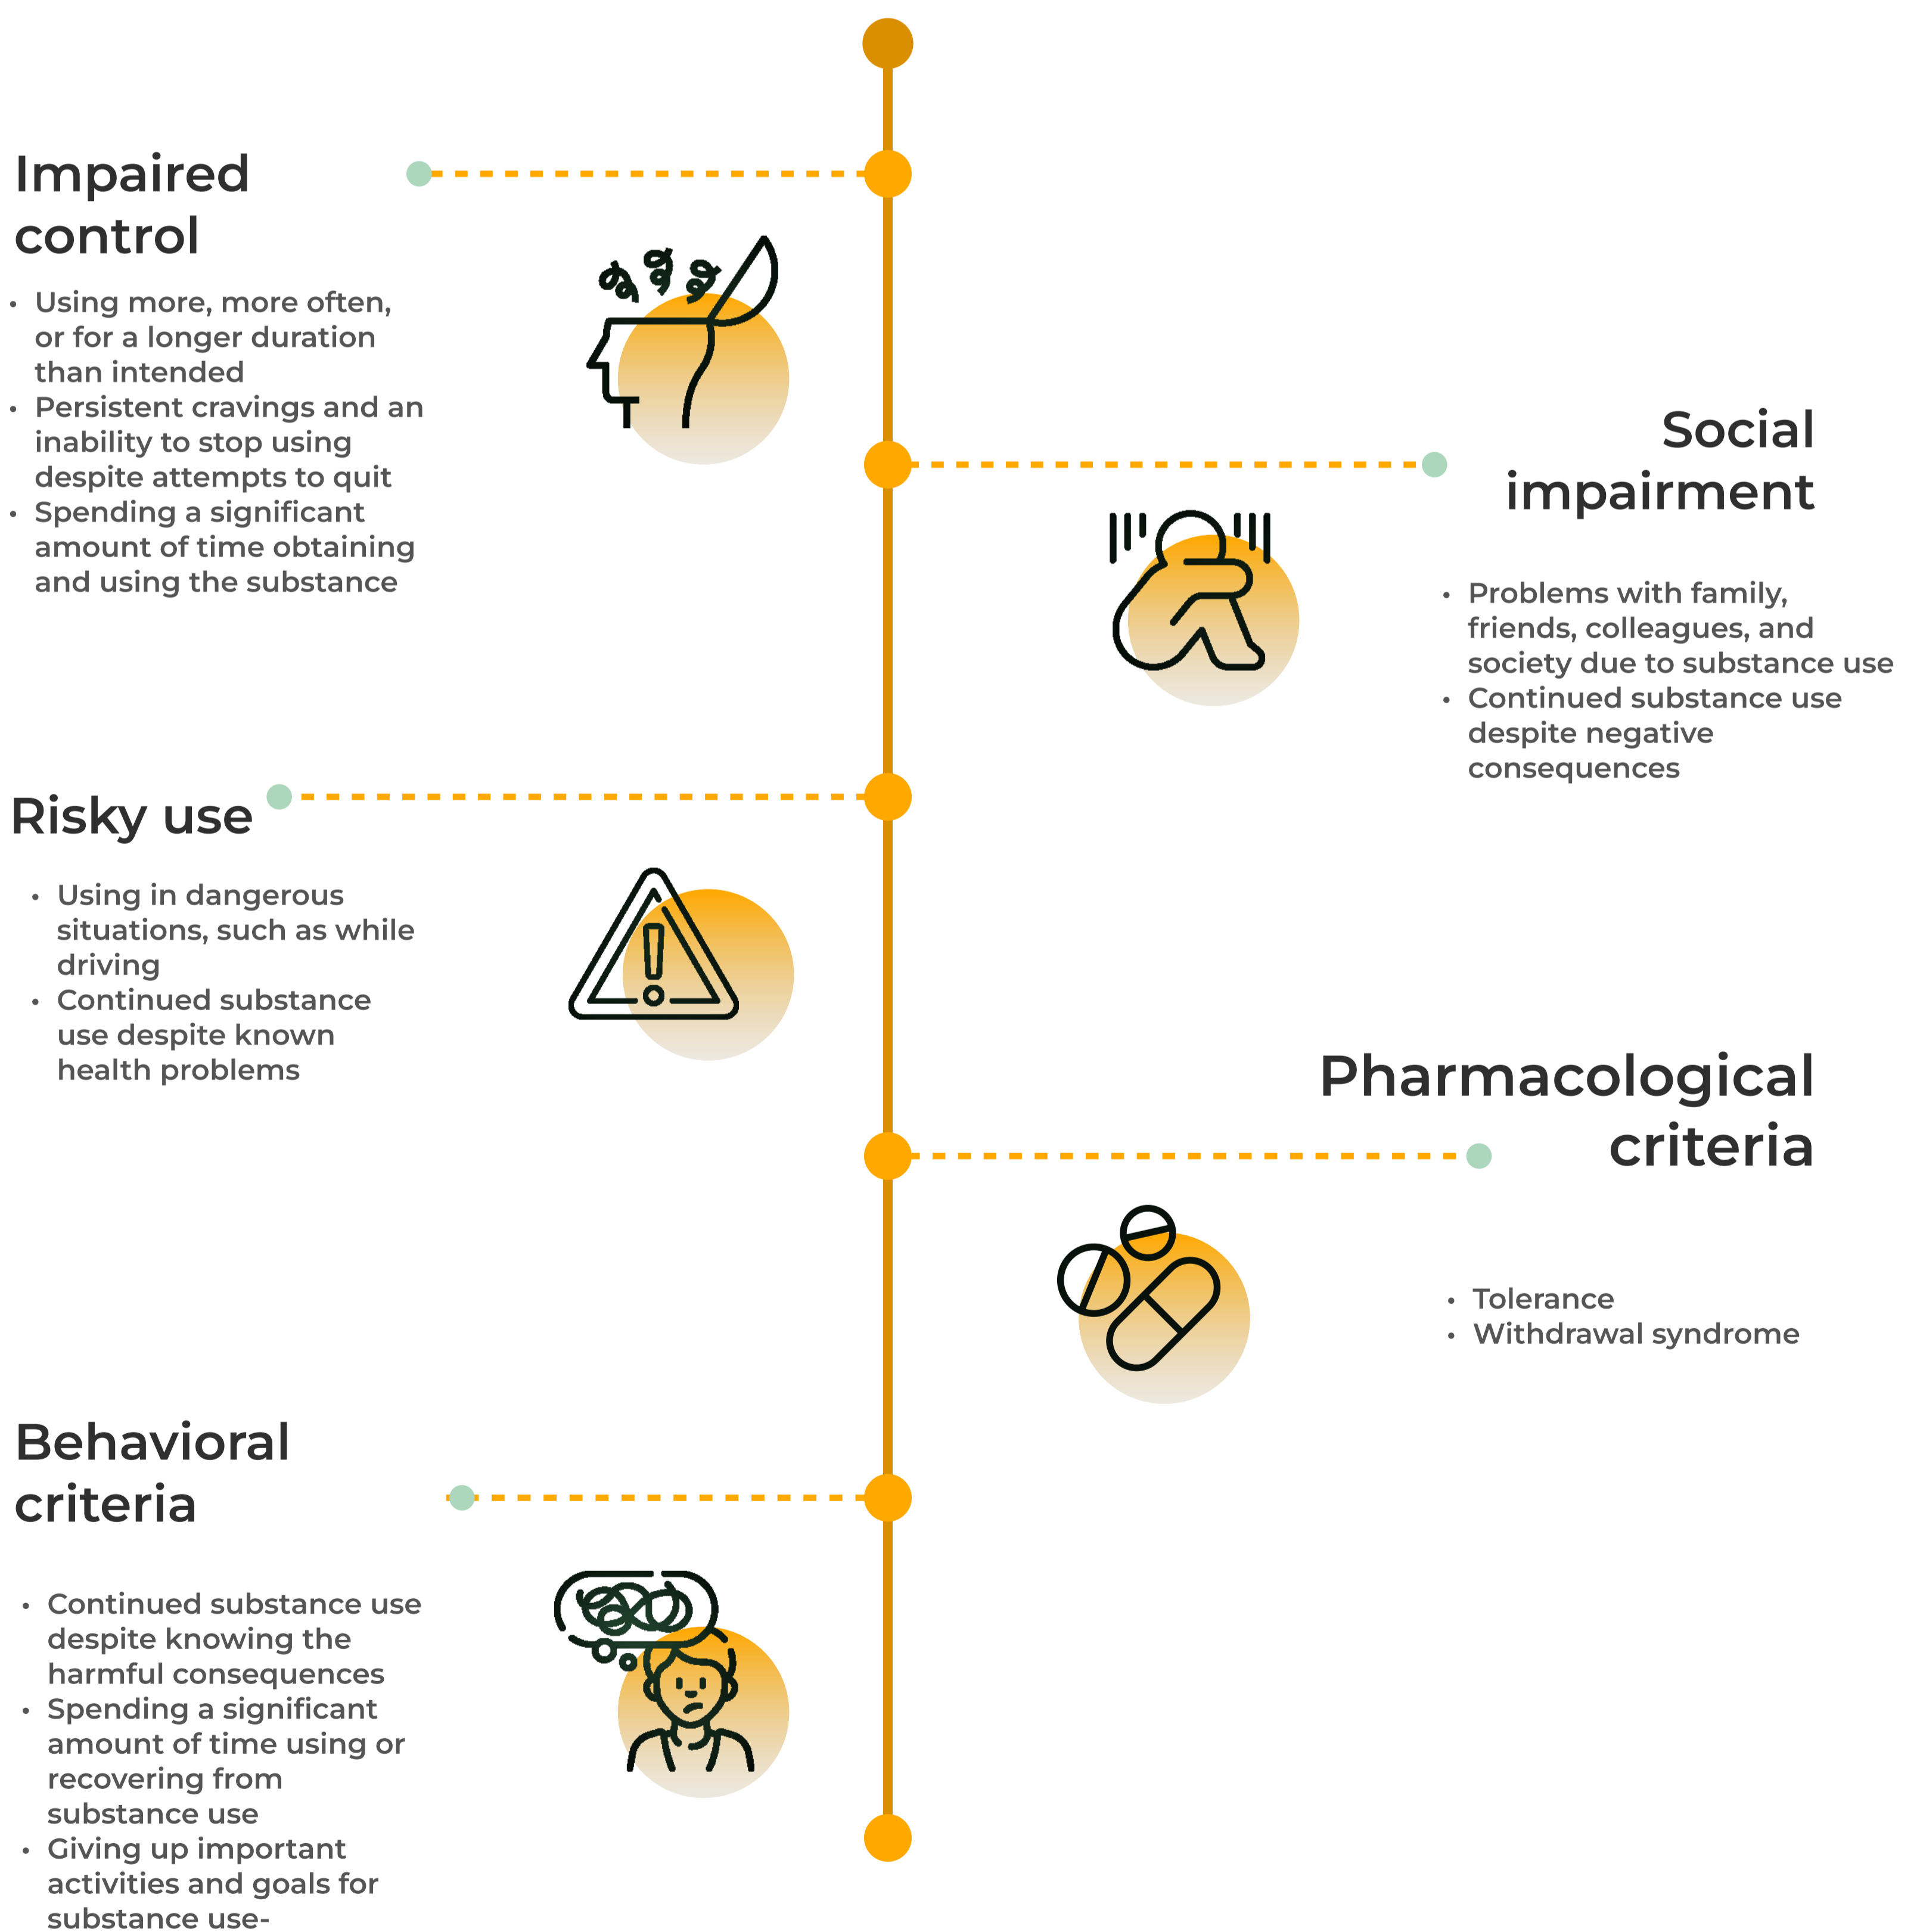 Impaired
control
• Using more, more often,
or for a longer duration
than intended
• Persistent cravings and an
inability to stop using
despite attempts to quit
• Spending a significant
amount of time obtaining
and using the substance
Social
impairment
• Problems with family,
friends, colleagues, and
society due to substance use
• Continued substance use
despite negative
consequences
Risky use
• Using in dangerous
situations, such as while
driving
• Continued substance
use despite known
health problems
Pharmacological
criteria
• Tolerance
• Withdrawal syndrome
Behavioral
criteria
• Continued substance use
despite knowing the
harmful consequences
• Spending a significant
amount of time using or
recovering from
substance use
• Giving up important
activities and goals for
substance use-